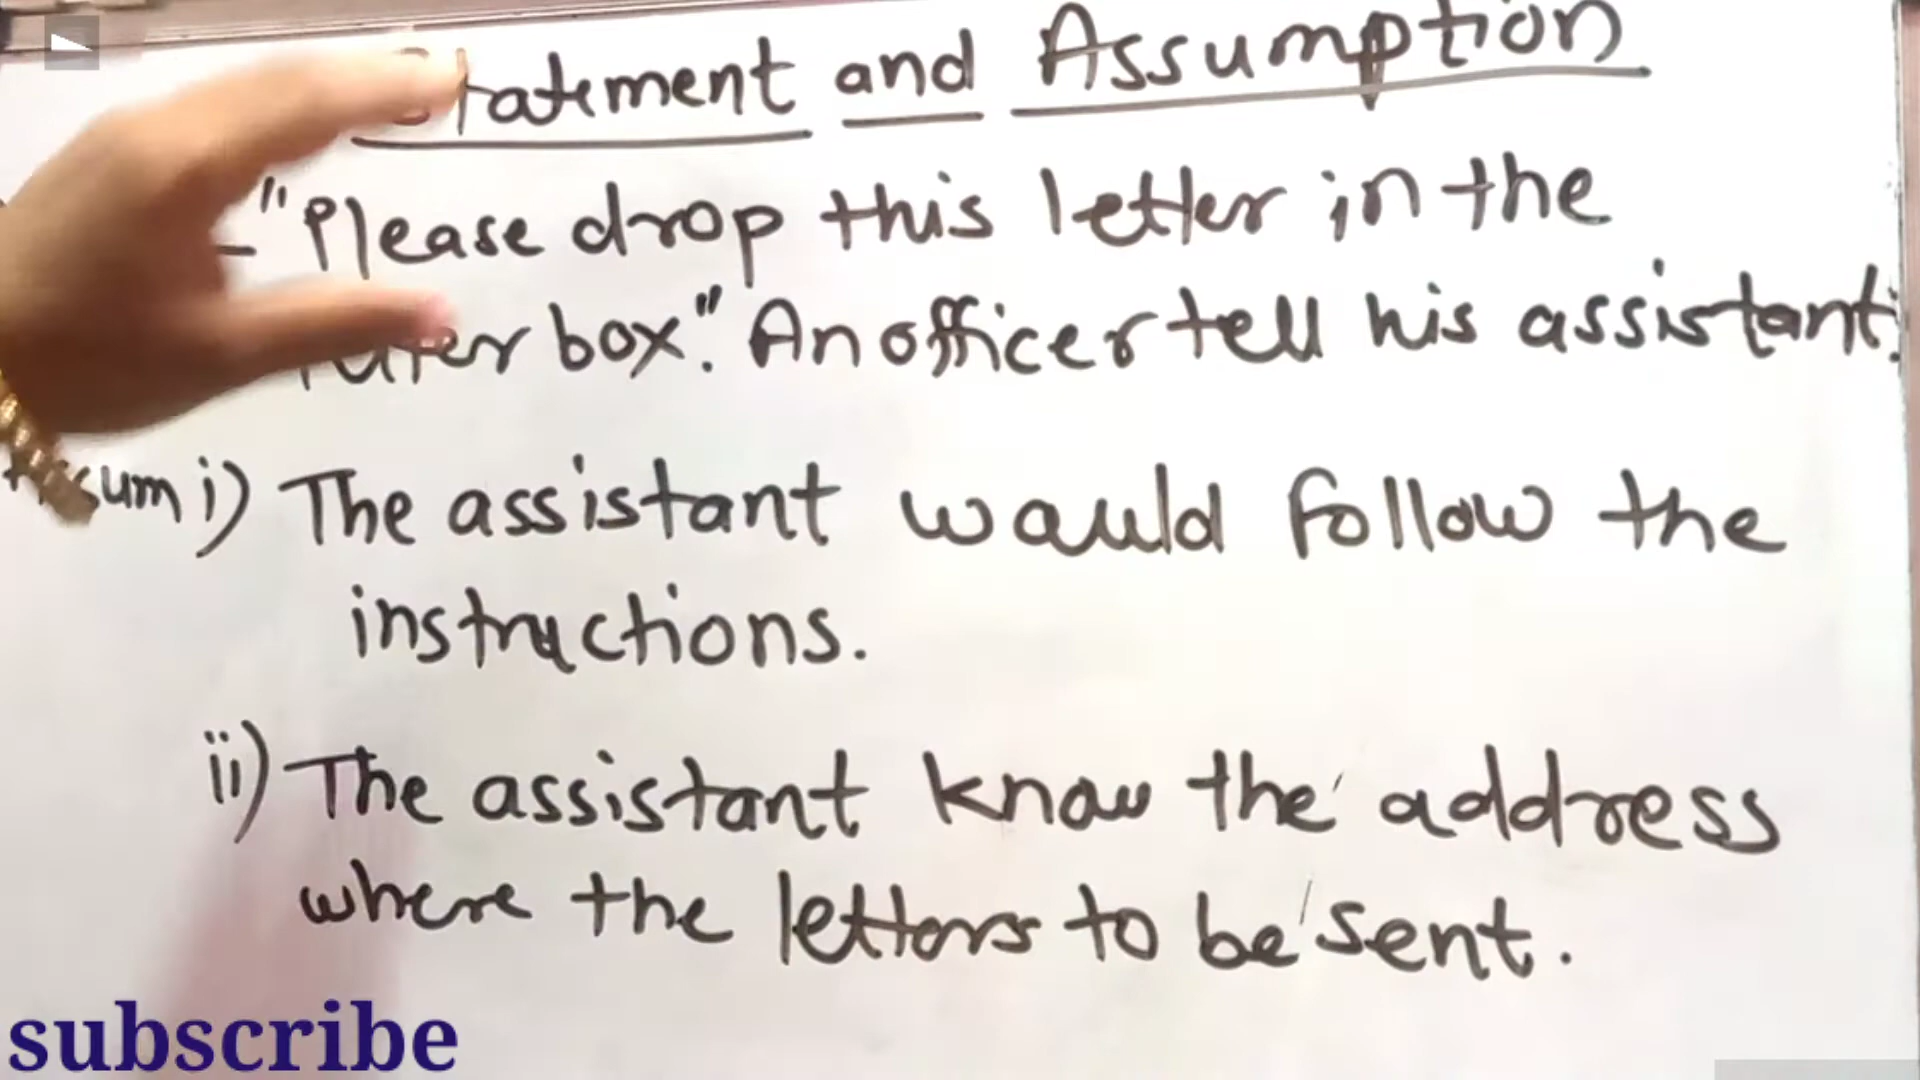 tatement and Assumption
"Please drop this letter in the
box." An officer tell his assistant.
i) The assistant would follow the
instructions.
ii) The assistant know the address
where the letters to be sent.
subscribe